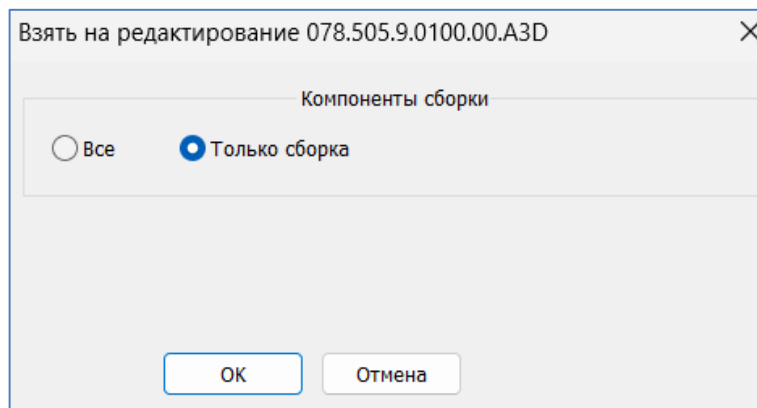 Взять на редактирование 078.505.9.0100.00.A3D
Компоненты сборки
Все Только сборка
OK Отмена